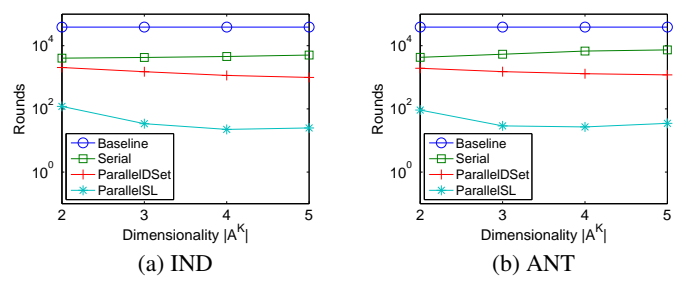 10^4
10^2
10^0
Rounds
Baseline
Serial
ParallelDSet
ParallelSL
2 3 4 5
Dimensionality |A^K|
(a) IND
10^4
10^2
10^0
Rounds
Baseline
Serial
ParallelDSet
ParallelSL
2 3 4 5
Dimensionality |A^K|
(b) ANT